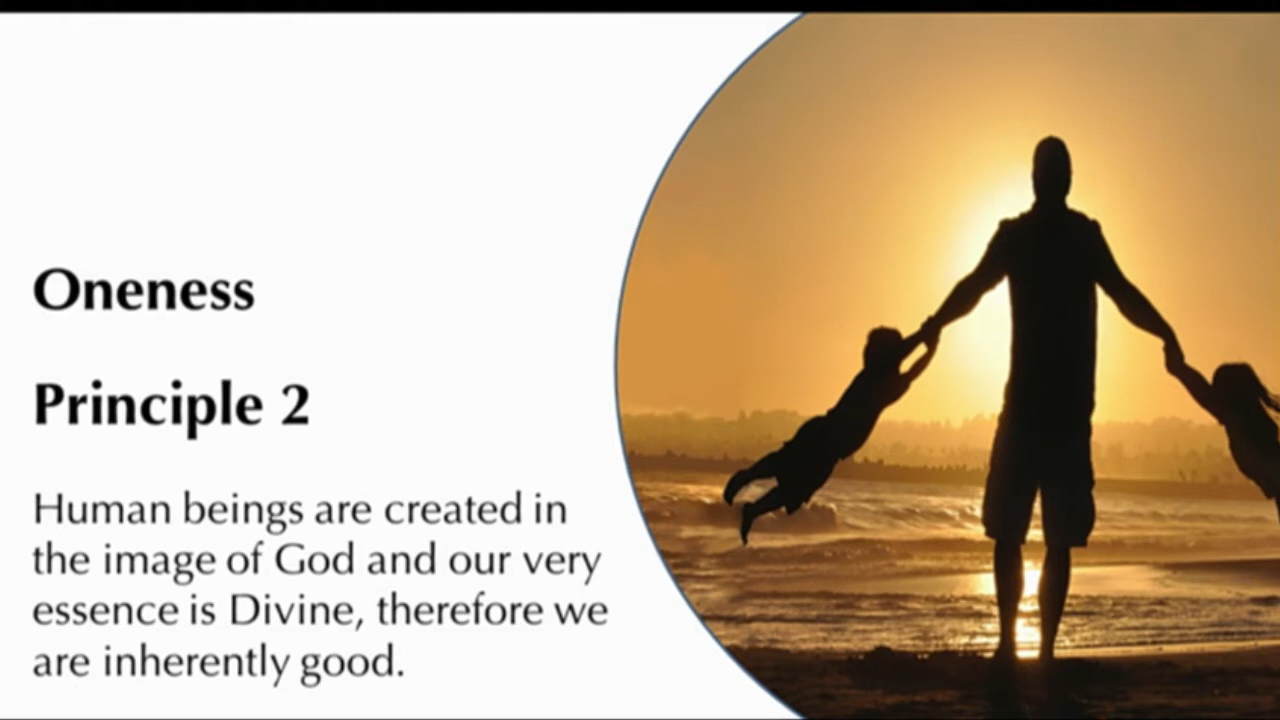 Oneness
Principle 2
Human beings are created in
the image of God and our very
essence is Divine, therefore we
are inherently good.